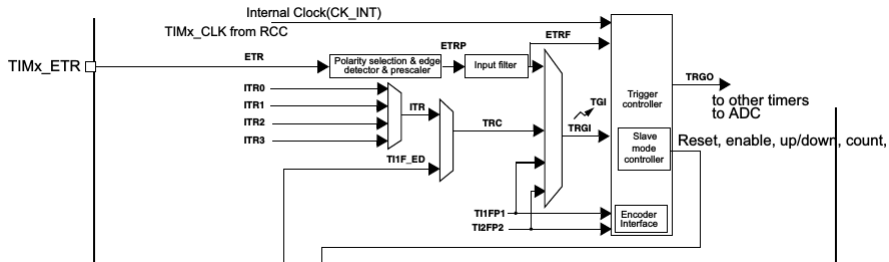 Internal Clock(CK_INT)
TIMx_CLK from RCC
ETRF
ETR
ETRP
TIMx_ETR
Polarity selection & edge
detector & prescaler
Input filter
ITR0
ITR1
ITR2
ITR3
ITR
TI1F_ED
TRC
TGI
TRGI
Trigger
controller
TRGO
to other timers
to ADC
Slave
mode
controller
Reset, enable, up/down, count,
TI1FP1
TI2FP2
Encoder
Interface